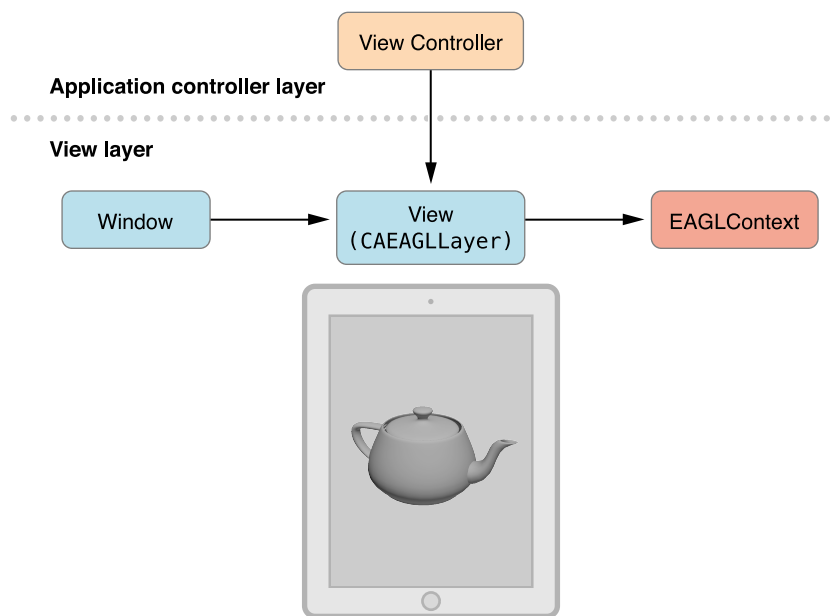 View Controller
Application controller layer
View layer
Window
View
(CAEAGLLayer)
EAGLContext